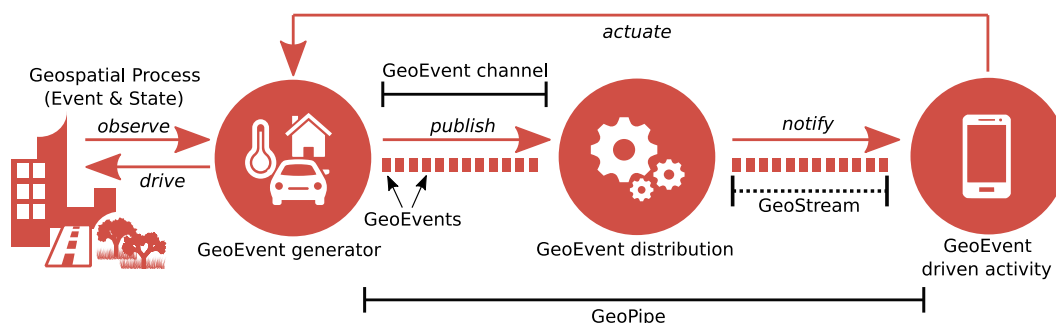 actuate
Geospatial Process
(Event & State)
GeoEvent channel
observe
publish
notify
drive
GeoEvents
GeoStream
GeoEvent generator
GeoEvent distribution
GeoEvent
driven activity
GeoPipe